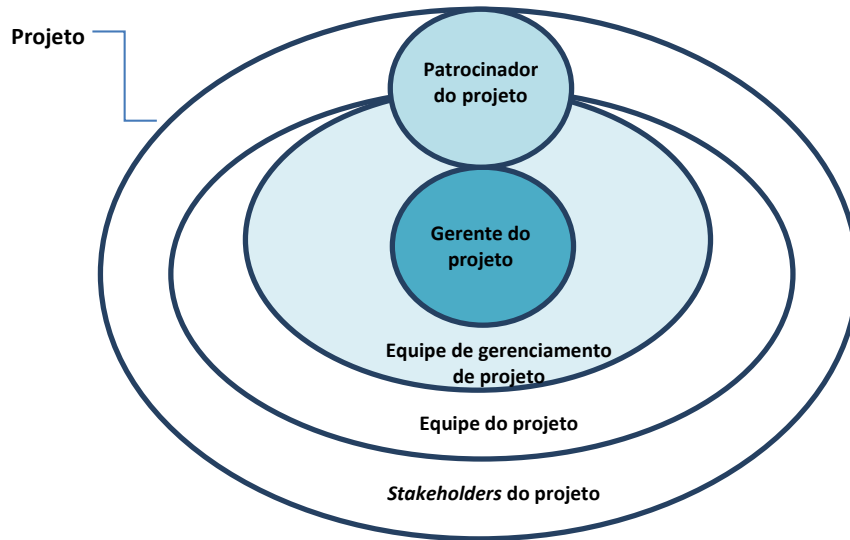 Projeto
Patrocinador
do projeto
Gerente do
projeto
Equipe de gerenciamento
de projeto
Equipe do projeto
Stakeholders do projeto